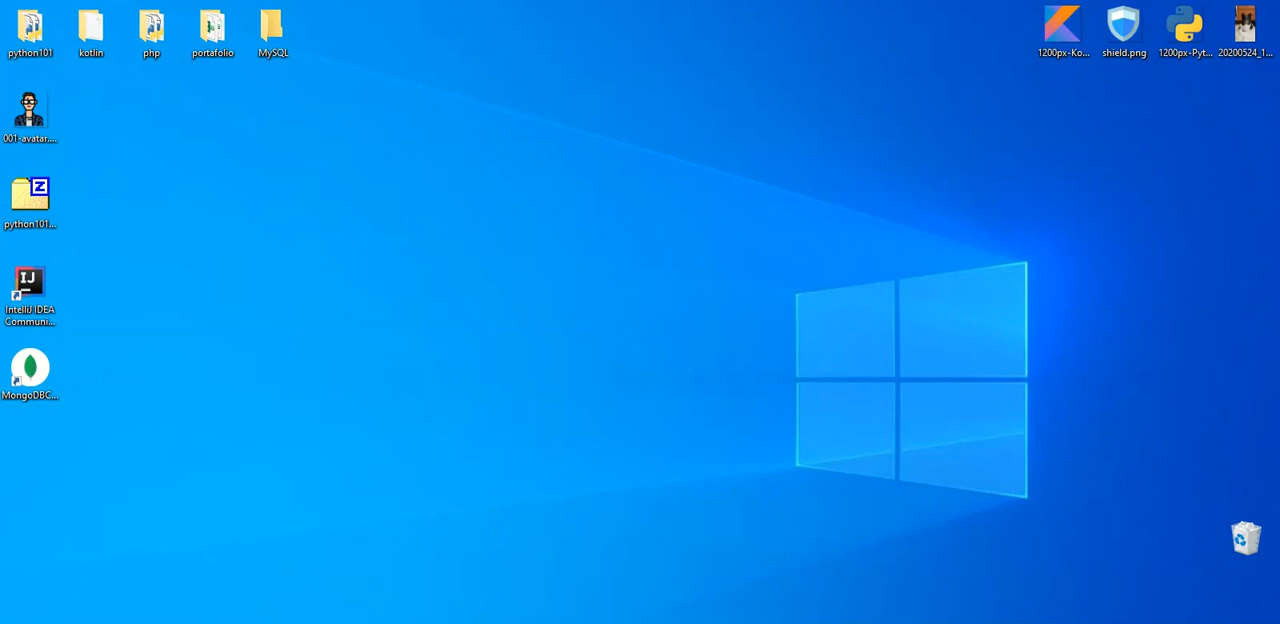 python101
kotlin
php
portafolio
MySQL
1200px-Ko...
shield.png
1200px-Pyt...
20200524_1...
001-avatar....
Z
python101...
IJ
IntelliJ IDEA
Communi...
MongoDBC...